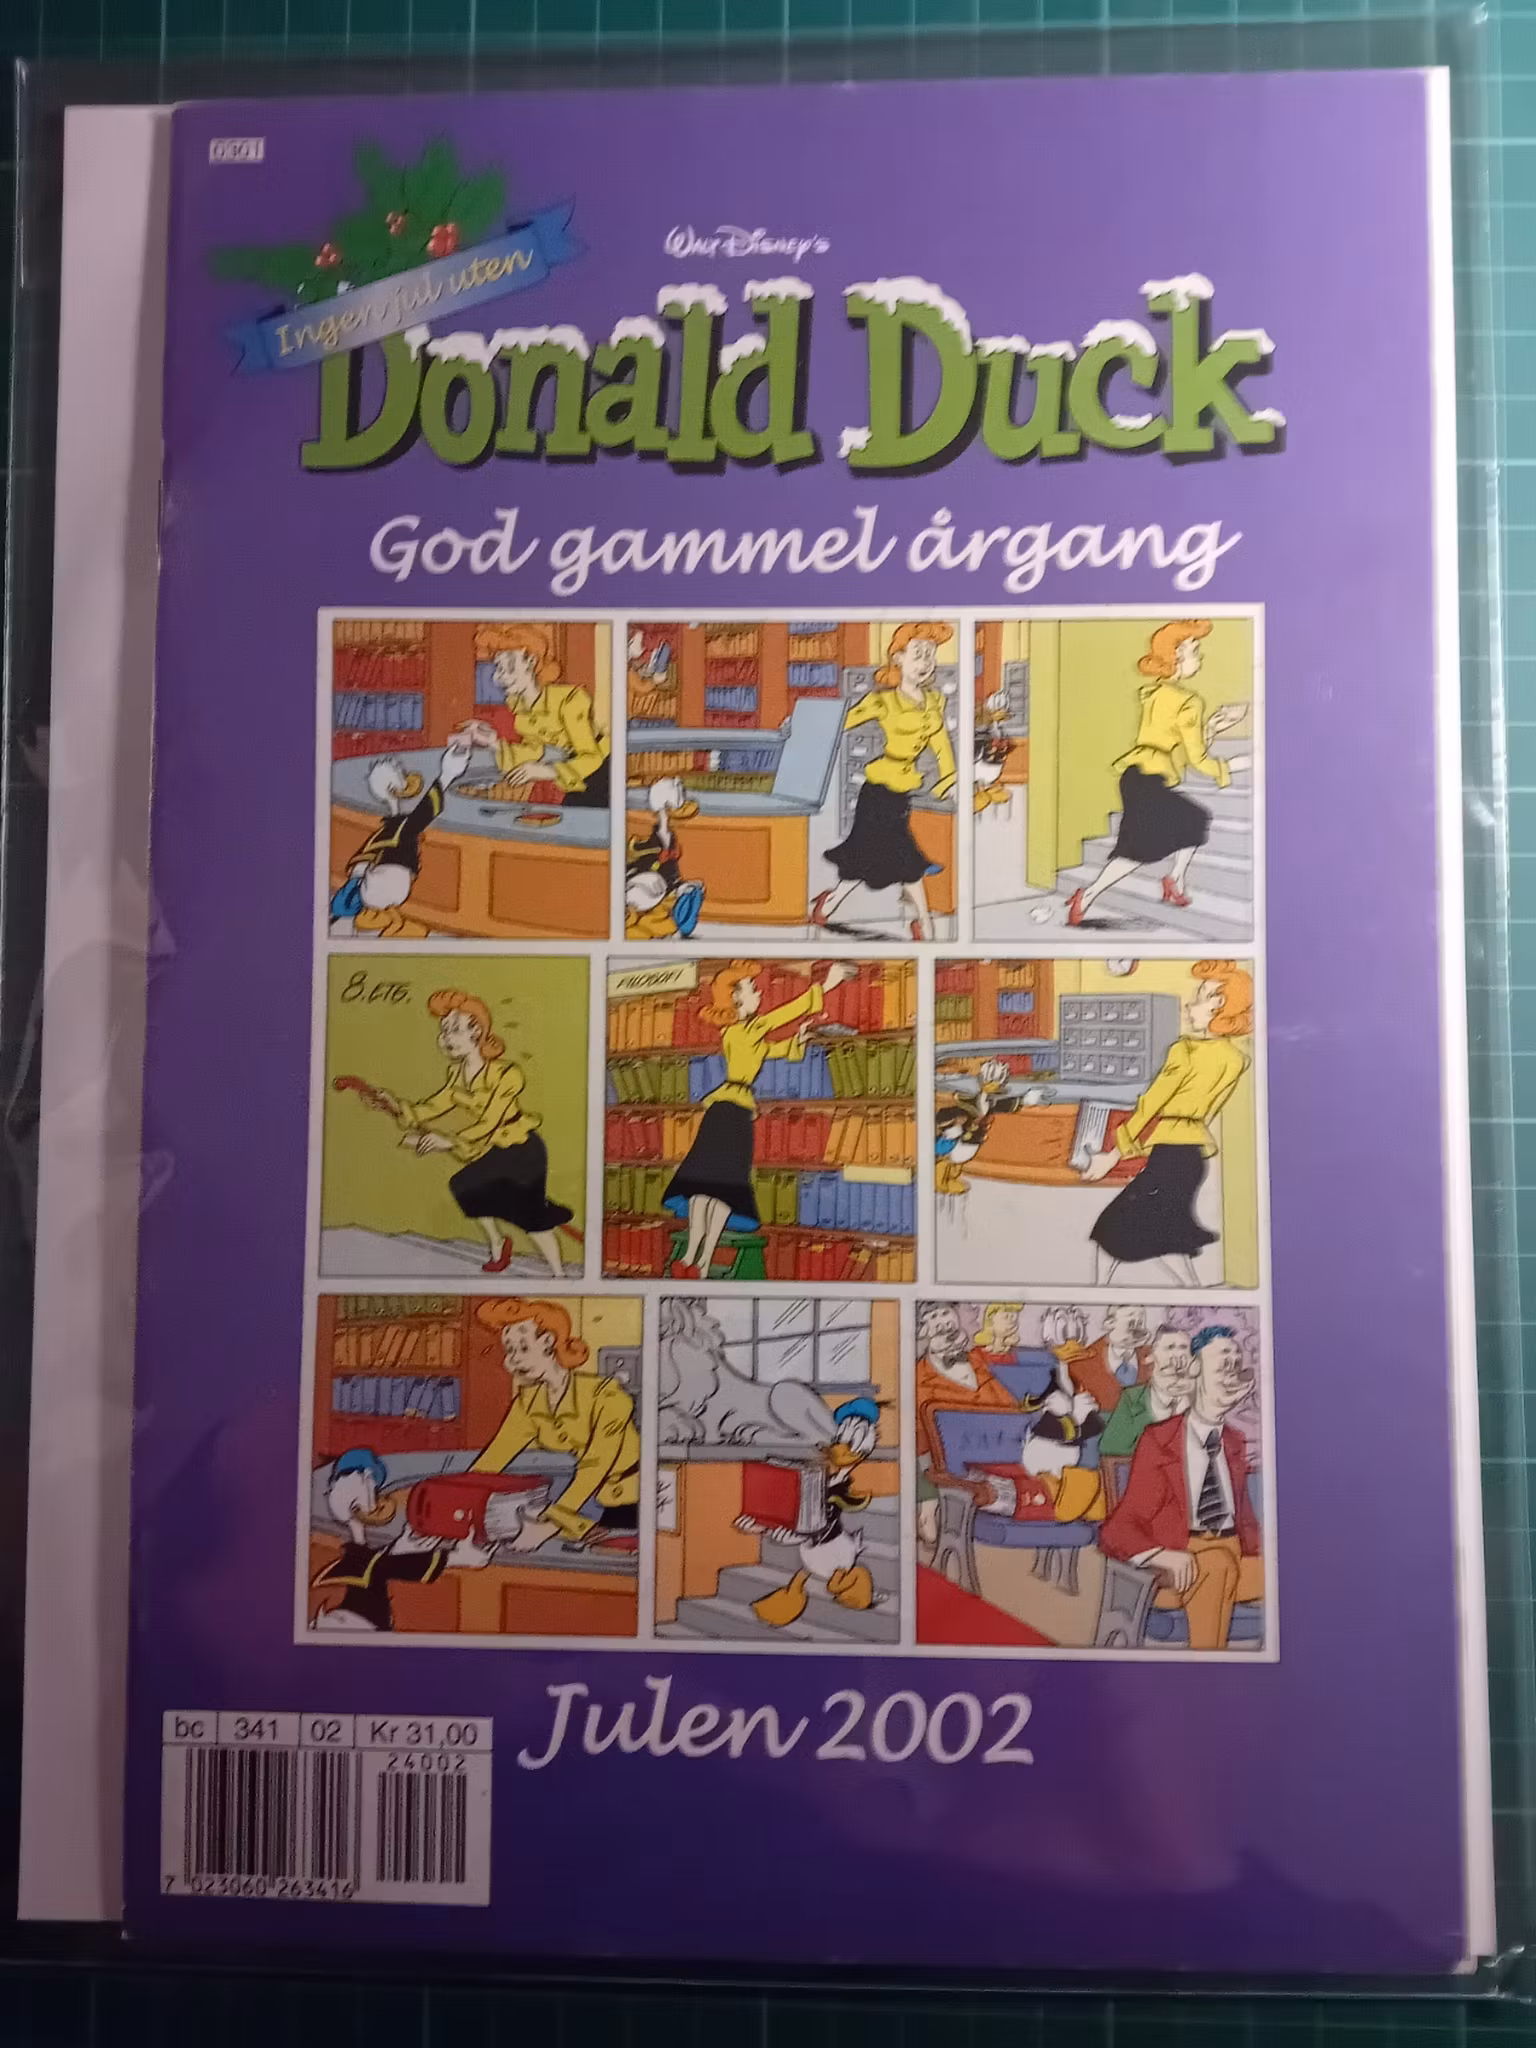 Ingen jul uten
Walt Disney's
Donald Duck
God gammel årgang
8. ETG.
FILOSOFI
Julen 2002
bc 341 02 Kr 31,00
24002
7 023060 263416